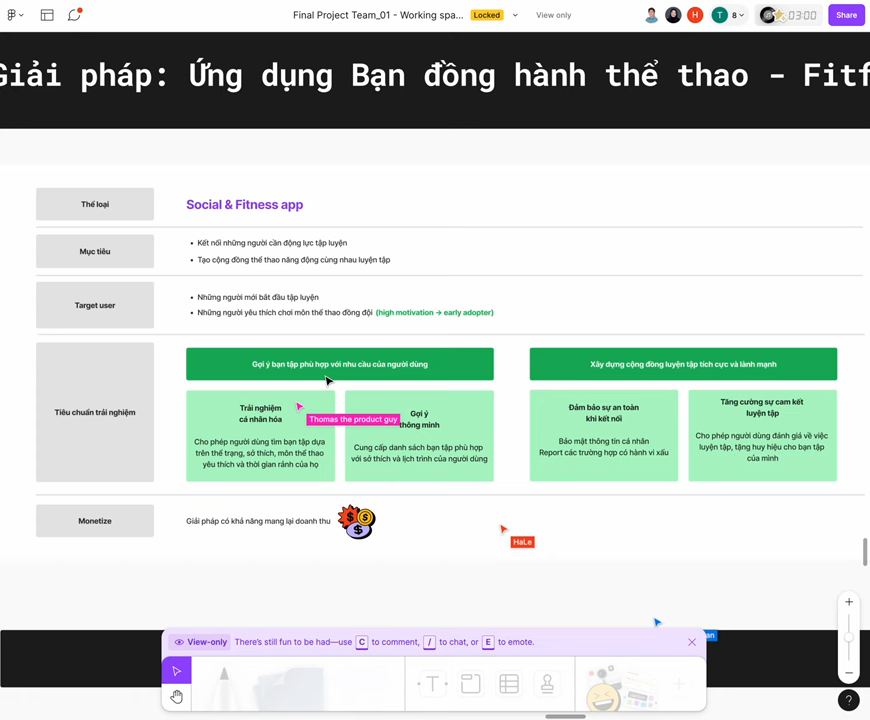 Final Project Team_01 - Working spa...
Locked
View only
H
T
8
03:00
Share
Giải pháp: Ứng dụng Bạn đồng hành thể thao - Fitf
Thể loại
Social & Fitness app
Mục tiêu
Kết nối những người cần động lực tập luyện
Tạo cộng đồng thể thao năng động cùng nhau luyện tập
Target user
Những người mới bắt đầu tập luyện
Những người yêu thích chơi môn thể thao đồng đội (high motivation → early adopter)
Tiêu chuẩn trải nghiệm
Gợi ý bạn tập phù hợp với nhu cầu của người dùng
Trải nghiệm
cá nhân hóa
Cho phép người dùng tìm bạn tập dựa
trên thể trạng, sở thích, môn thể thao
yêu thích và thời gian rảnh của họ
Thomas the product guy
Gợi ý
thông minh
Cung cấp danh sách bạn tập phù hợp
với sở thích và lịch trình của người dùng
Xây dựng cộng đồng luyện tập tích cực và lành mạnh
Đảm bảo sự an toàn
khi kết nối
Bảo mật thông tin cá nhân
Report các trường hợp có hành vi xấu
Tăng cường sự cam kết
luyện tập
Cho phép người dùng đánh giá về việc
luyện tập, tặng huy hiệu cho bạn tập
của mình
Monetize
Giải pháp có khả năng mang lại doanh thu
HaLe
an
View-only
There's still fun to be had—use C to comment, / to chat, or E to emote.
T
?